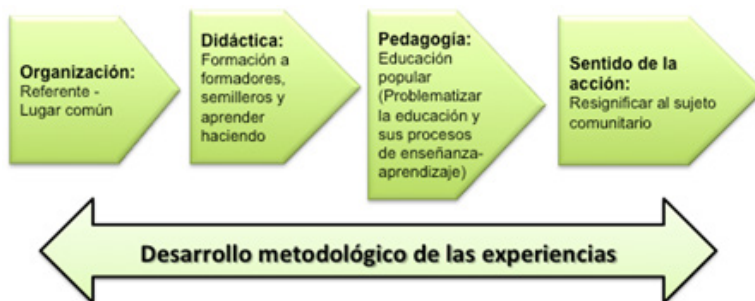 Organización:
Referente -
Lugar común
Didáctica:
Formación a
formadores,
semilleros y
aprender
haciendo
Pedagogía:
Educación
popular
(Problematizar
la educación y
sus procesos
de enseñanza-
aprendizaje)
Sentido de la
acción:
Resignificar al sujeto
comunitario
Desarrollo metodológico de las experiencias